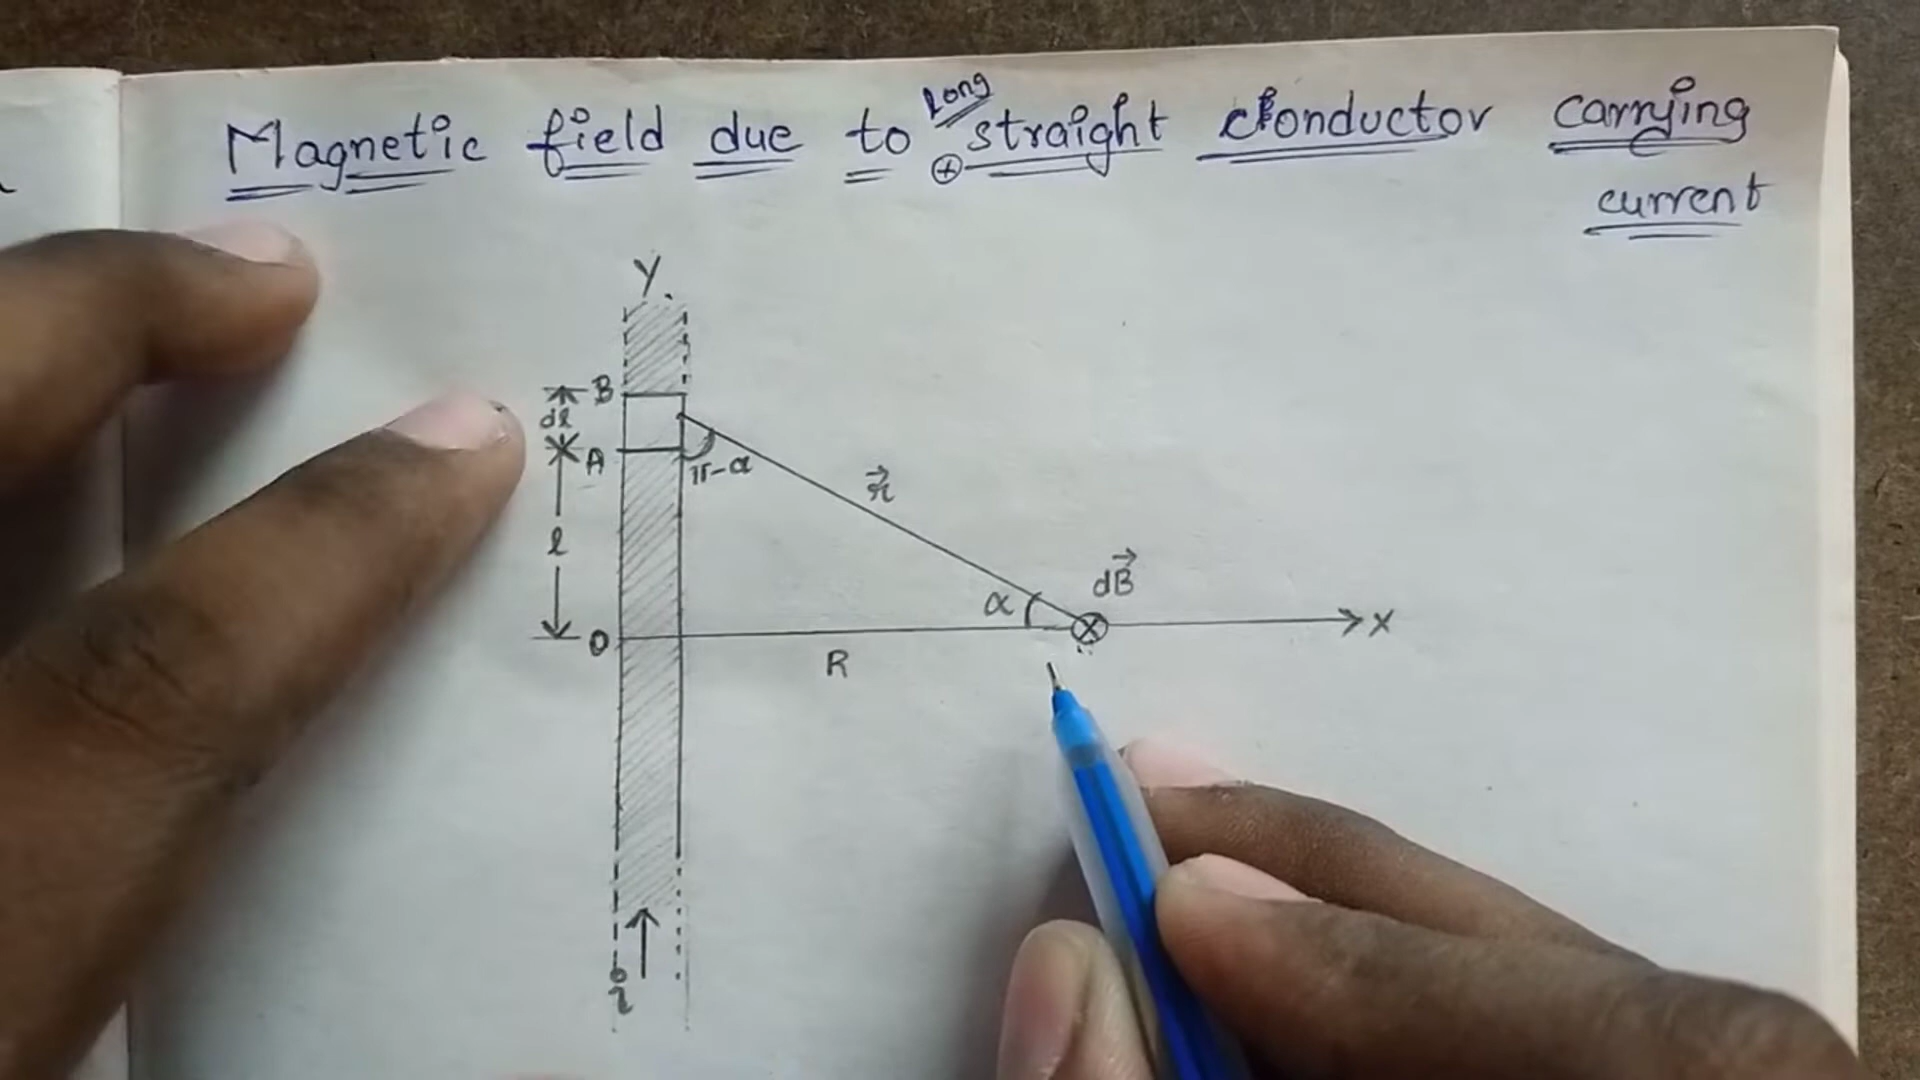 Magnetic field due to Long straight conductor carrying
current
Y
B
dl
A
π-α
r⃗
l
dB⃗
α
X
O
R
i